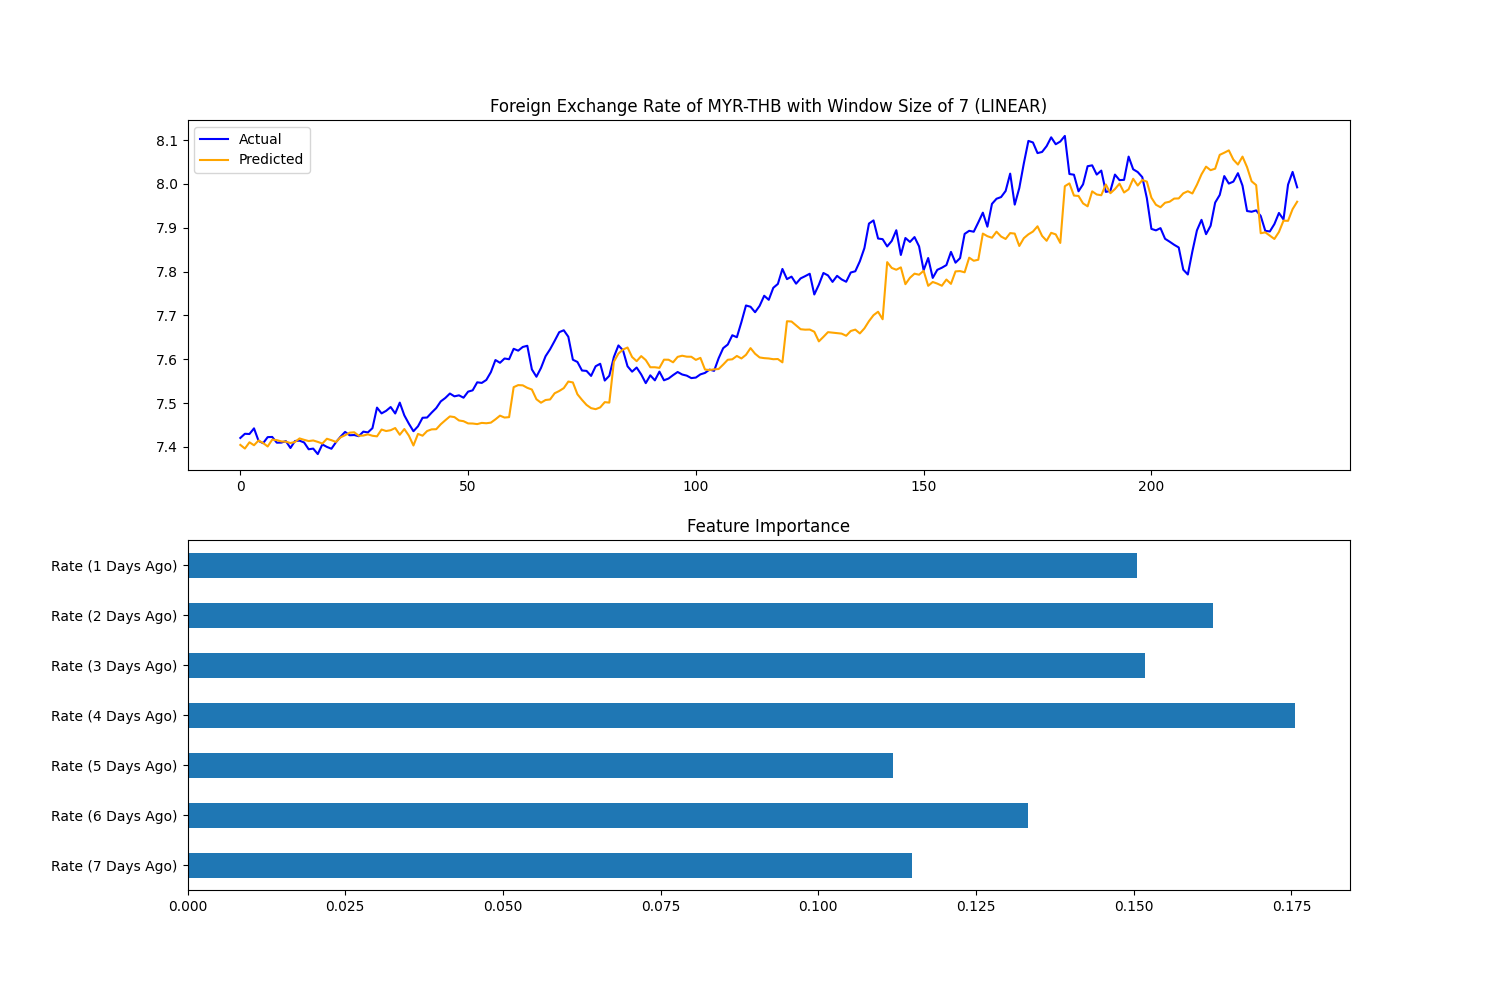 Foreign Exchange Rate of MYR-THB with Window Size of 7 (LINEAR)
Actual
Predicted
8.1
8.0
7.9
7.8
7.7
7.6
7.5
7.4
0 50 100 150 200
Feature Importance
Rate (1 Days Ago)
Rate (2 Days Ago)
Rate (3 Days Ago)
Rate (4 Days Ago)
Rate (5 Days Ago)
Rate (6 Days Ago)
Rate (7 Days Ago)
0.000 0.025 0.050 0.075 0.100 0.125 0.150 0.175